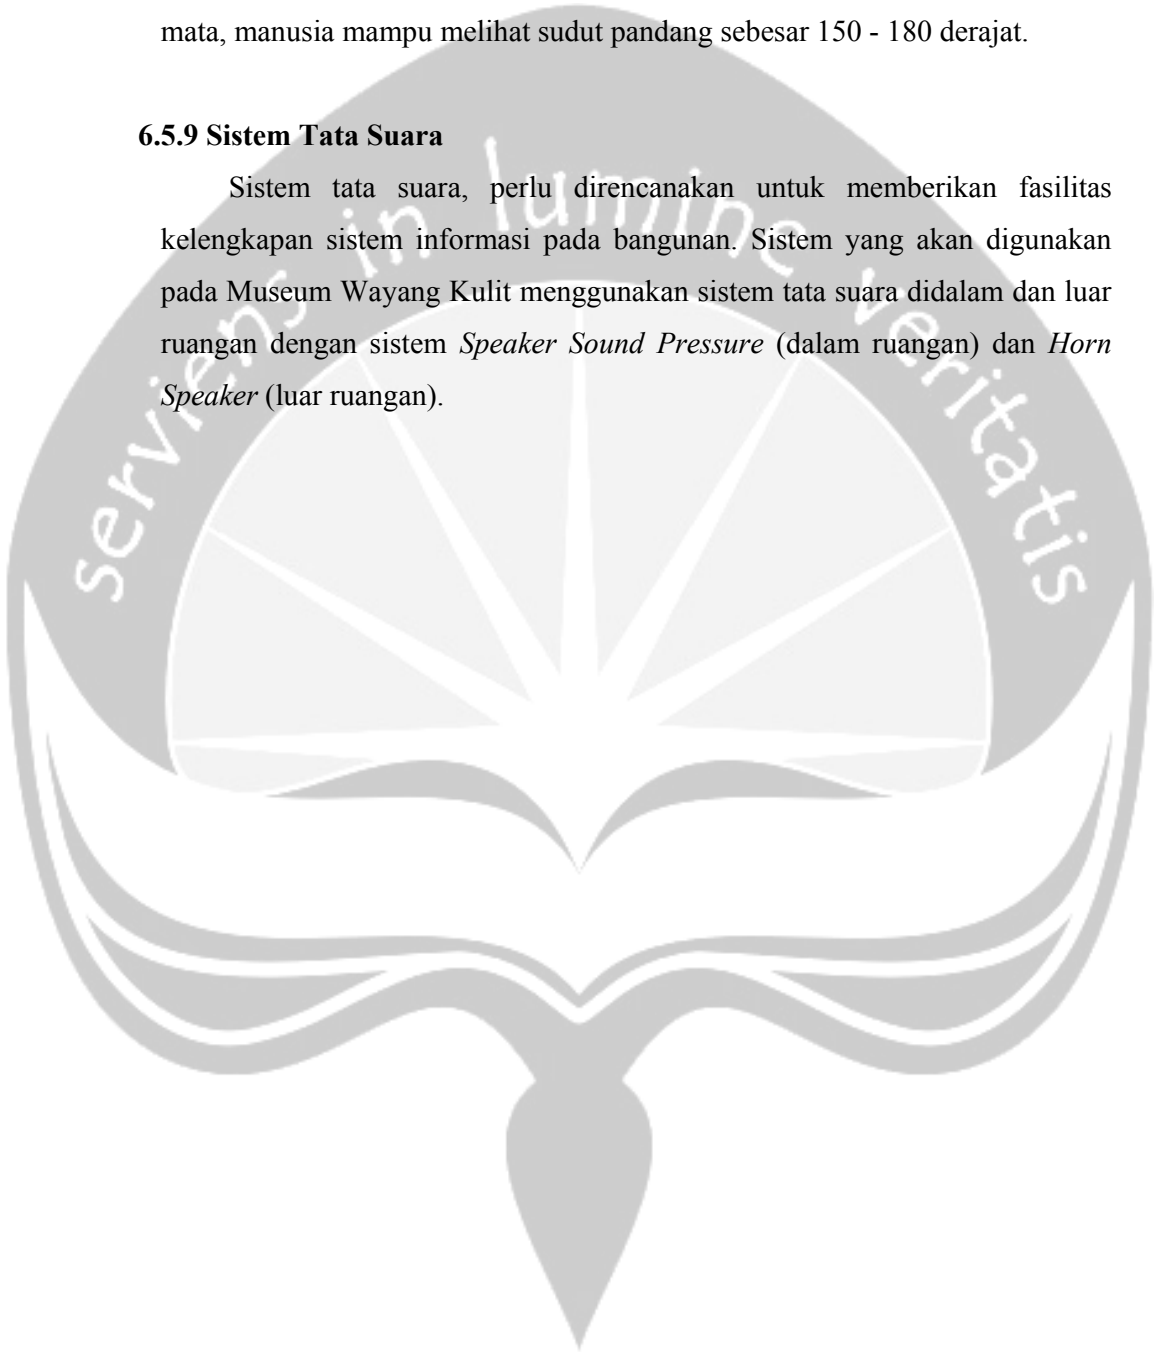 mata, manusia mampu melihat sudut pandang sebesar 150 - 180 derajat.
6.5.9 Sistem Tata Suara
Sistem tata suara, perlu direncanakan untuk memberikan fasilitas
kelengkapan sistem informasi pada bangunan. Sistem yang akan digunakan
pada Museum Wayang Kulit menggunakan sistem tata suara didalam dan luar
ruangan dengan sistem Speaker Sound Pressure (dalam ruangan) dan Horn
Speaker (luar ruangan).
serviens in lumine veritatis